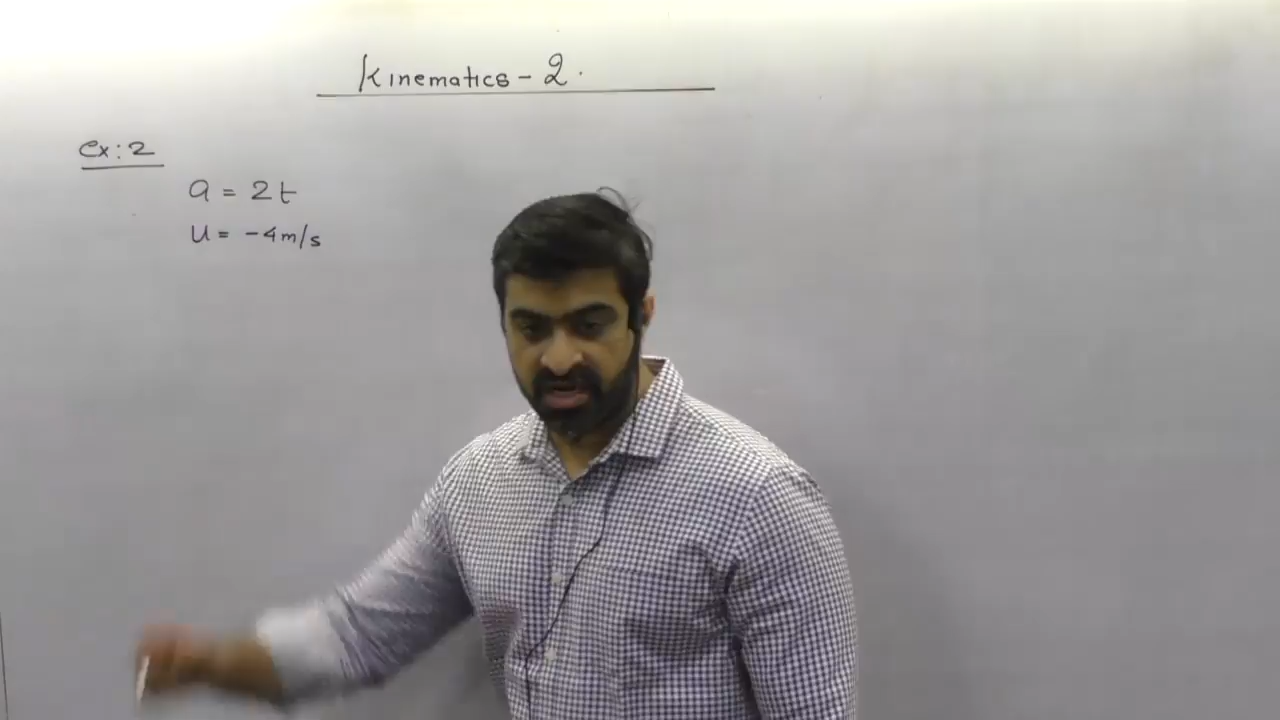 Kinematics - 2.
Ex: 2
a = 2t
u = -4m/s